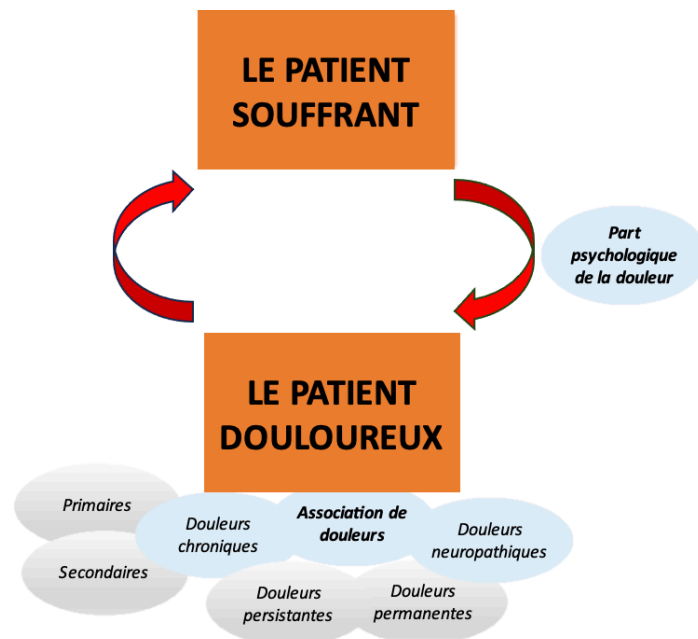 LE PATIENT
SOUFFRANT
Part
psychologique
de la douleur
LE PATIENT
DOULOUREUX
Primaires
Secondaires
Douleurs
chroniques
Association de
douleurs
Douleurs
neuropathiques
Douleurs
persistantes
Douleurs
permanentes